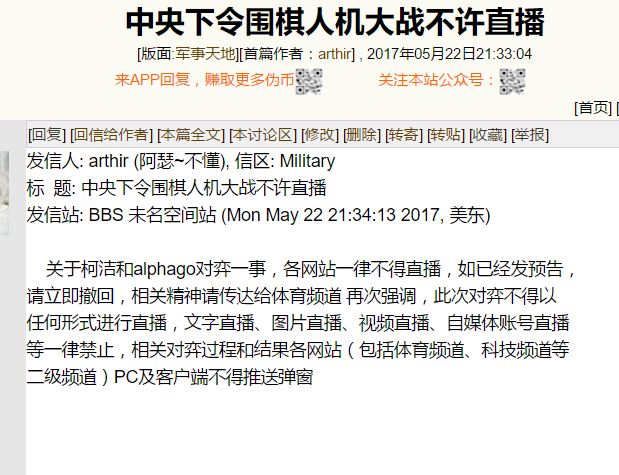 中央下令围棋人机大战不许直播
[版面:军事天地][首篇作者：arthir] , 2017年05月22日21:33:04
来APP回复，赚取更多伪币 关注本站公众号：
[首页] [
[回复] [回信给作者] [本篇全文] [本讨论区] [修改] [删除] [转寄] [转贴] [收藏] [举报]
发信人: arthir (阿瑟~不懂), 信区: Military
标  题: 中央下令围棋人机大战不许直播
发信站: BBS 未名空间站 (Mon May 22 21:34:13 2017, 美东)
关于柯洁和alphago对弈一事，各网站一律不得直播，如已经发预告，
请立即撤回，相关精神请传达给体育频道 再次强调，此次对弈不得以
任何形式进行直播，文字直播、图片直播、视频直播、自媒体账号直播
等一律禁止，相关对弈过程和结果各网站（包括体育频道、科技频道等
二级频道）PC及客户端不得推送弹窗